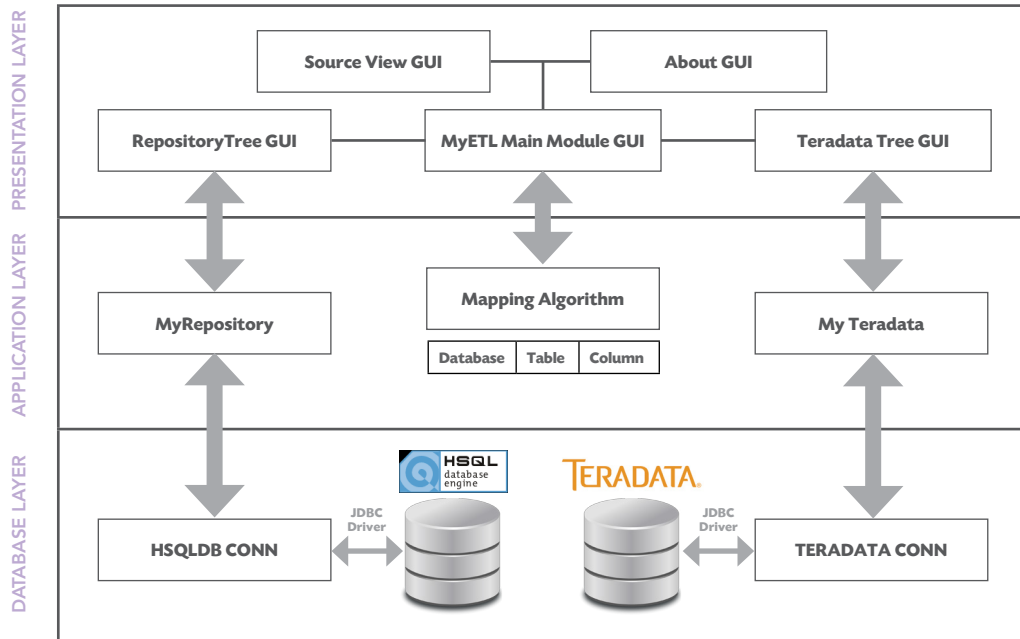 PRESENTATION LAYER
Source View GUI
About GUI
RepositoryTree GUI
MyETL Main Module GUI
Teradata Tree GUI
APPLICATION LAYER
MyRepository
Mapping Algorithm
My Teradata
Database
Table
Column
DATABASE LAYER
HSQL
database
engine
TERADATA.
HSQLDB CONN
JDBC
Driver
JDBC
Driver
TERADATA CONN